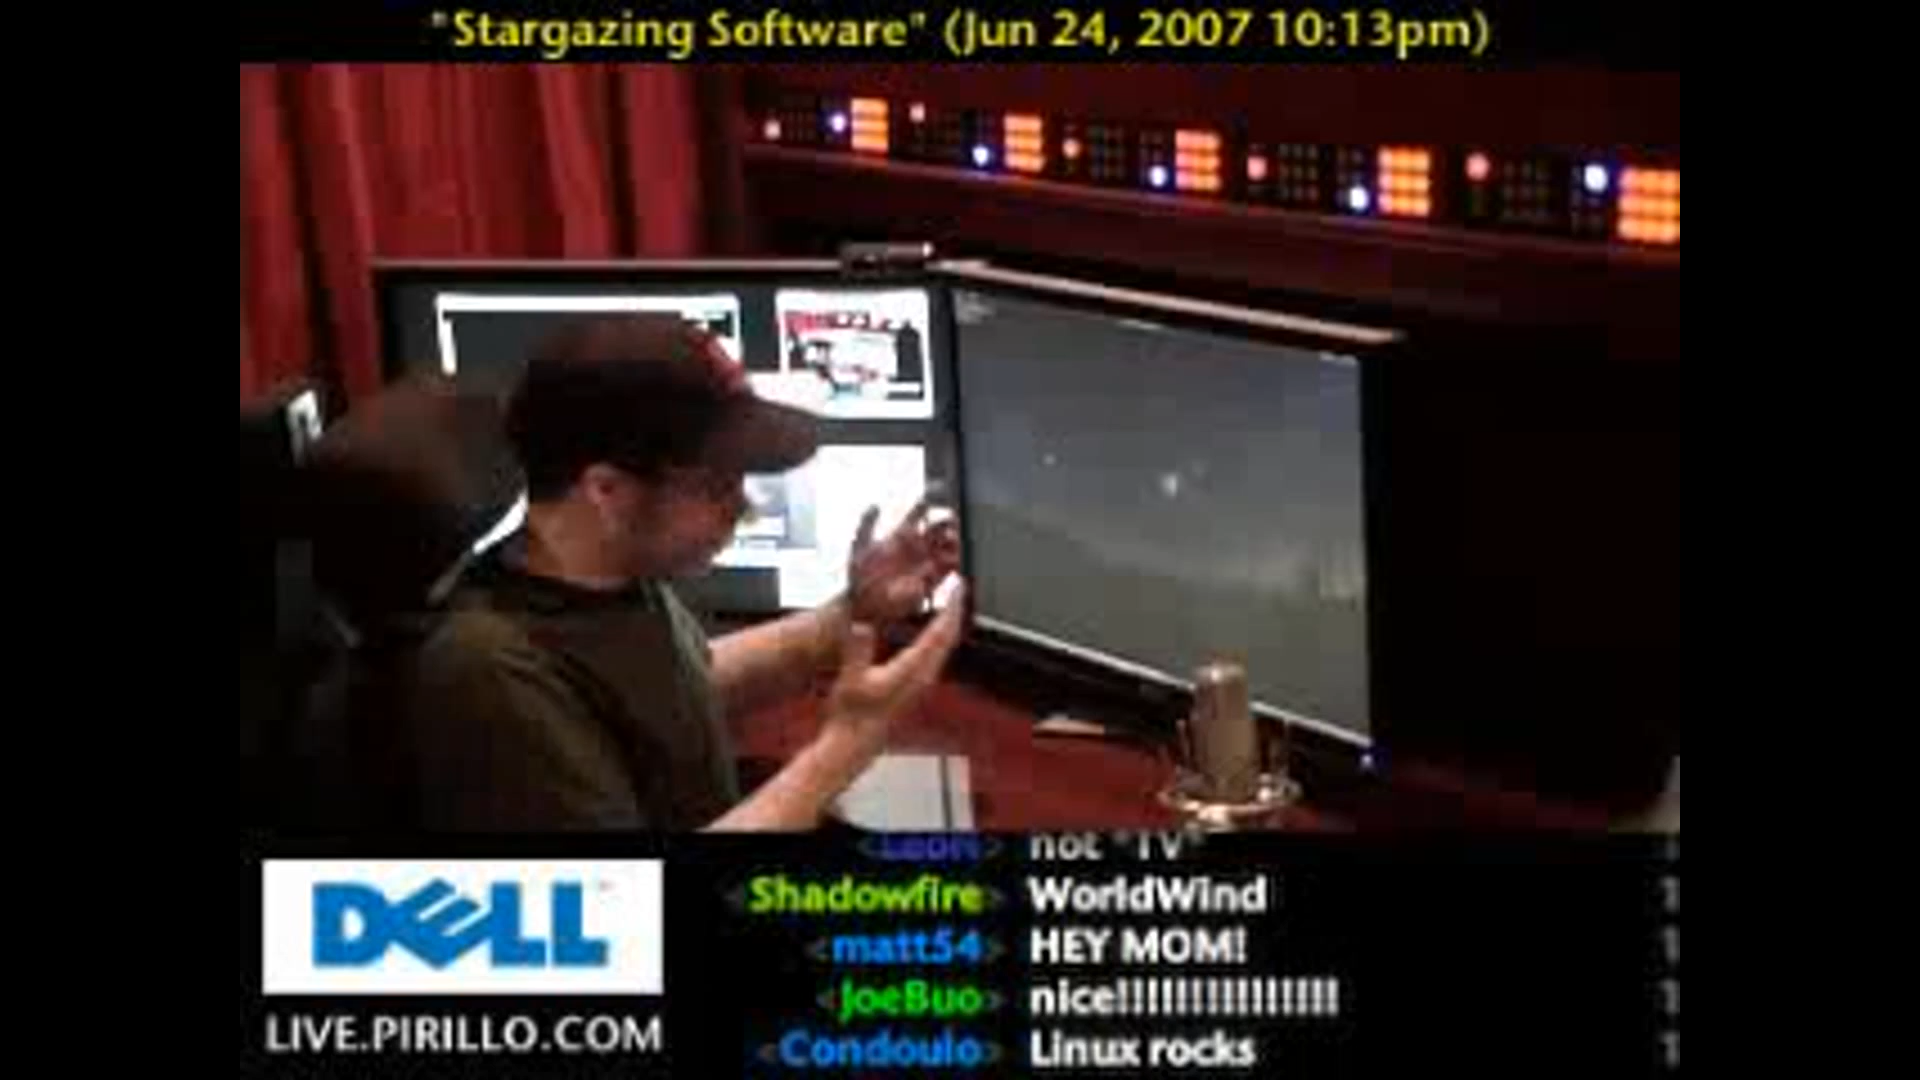 "Stargazing Software" (Jun 24, 2007 10:13pm)
<LeoN> not "TV"
<Shadowfire> WorldWind
<matt54> HEY MOM!
<JoeBuo> nice!!!!!!!!!!!!!!!!
<Condoulo> Linux rocks
DELL
LIVE.PIRILLO.COM